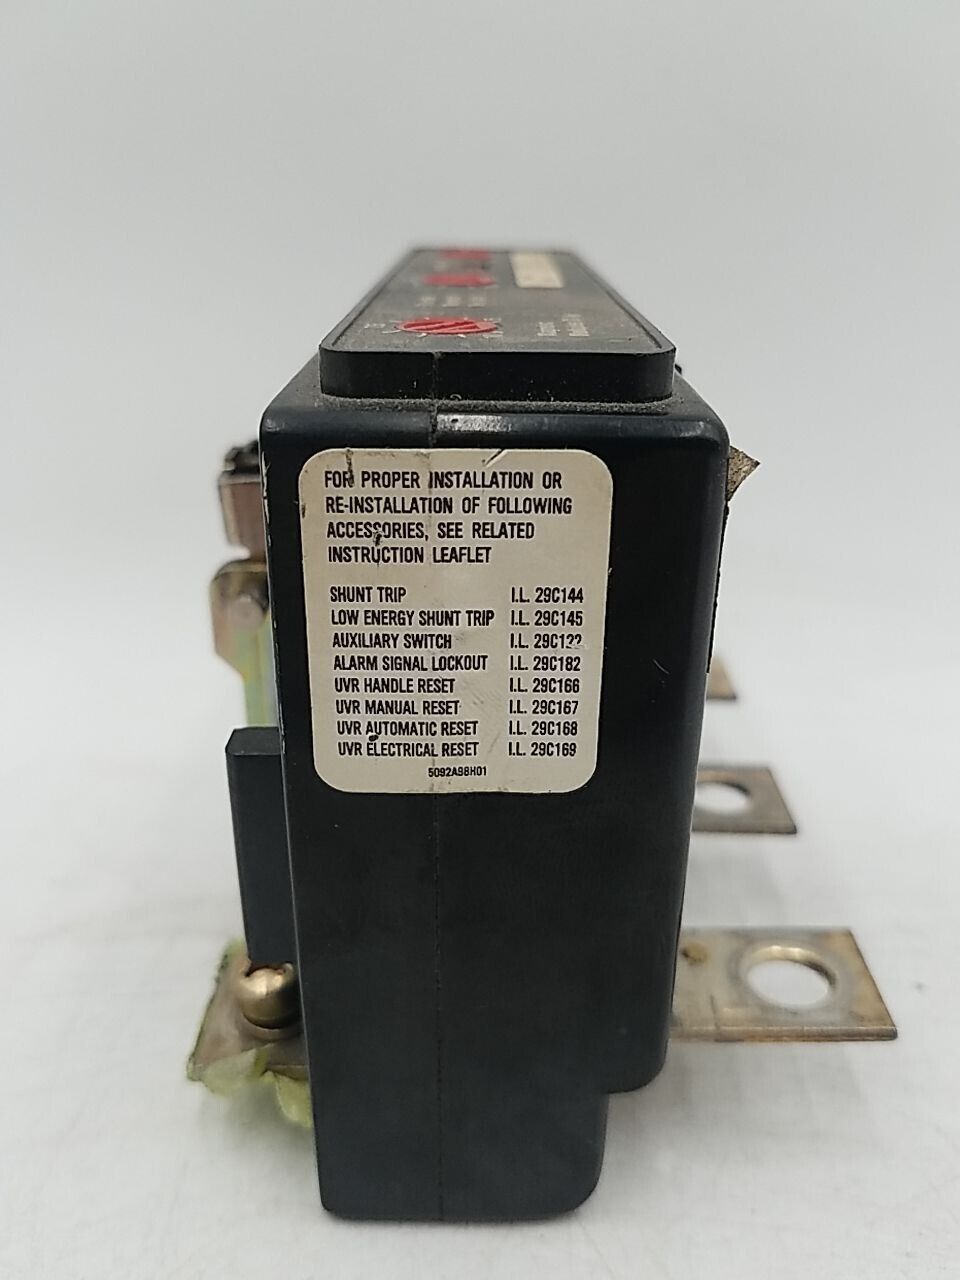 FOR PROPER INSTALLATION OR
RE-INSTALLATION OF FOLLOWING
ACCESSORIES, SEE RELATED
INSTRUCTION LEAFLET
SHUNT TRIP I.L. 29C144
LOW ENERGY SHUNT TRIP I.L. 29C145
AUXILIARY SWITCH I.L.
ALARM SIGNAL LOCKOUT I.L. 29C182
UVR HANDLE RESET I.L. 29C166
UVR MANUAL RESET I.L. 29C167
UVR AUTOMATIC RESET I.L. 29C168
UVR ELECTRICAL RESET I.L. 29C169
5092A98H01